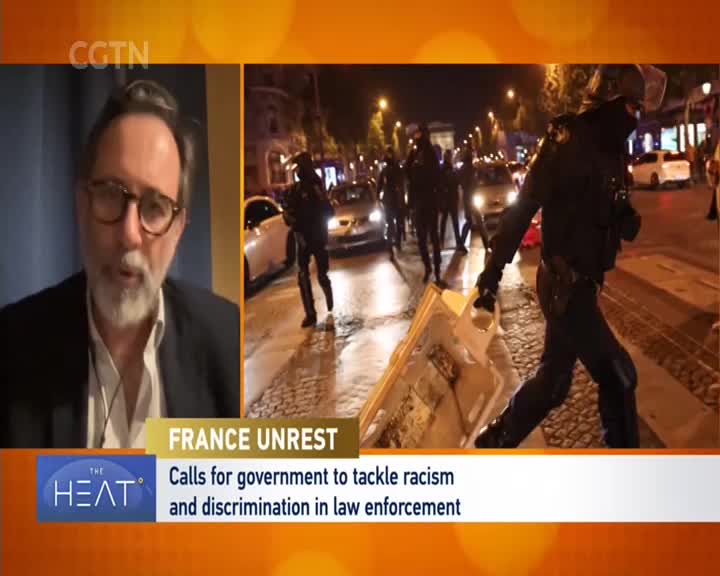 CGTN
FRANCE UNREST
THE
HEAT
Calls for government to tackle racism
and discrimination in law enforcement